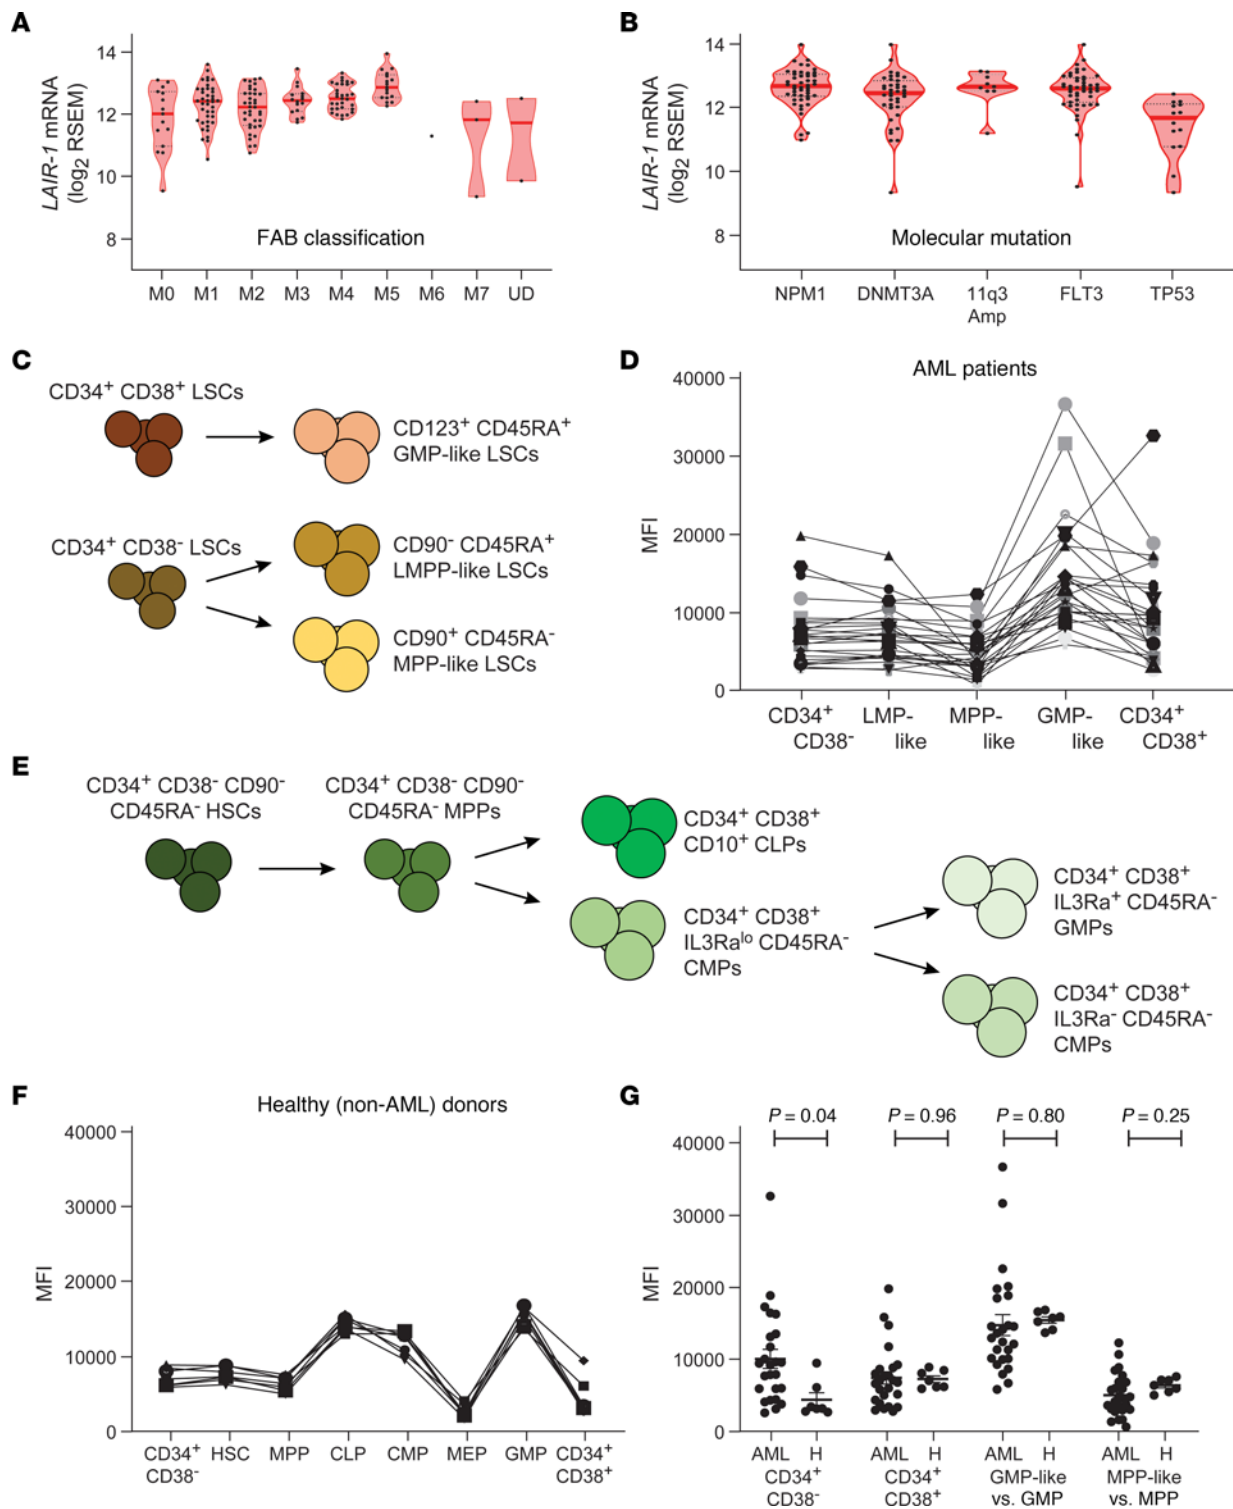 A
14
12
10
8
LAIR-1 mRNA
(log2 RSEM)
FAB classification
M0 M1 M2 M3 M4 M5 M6 M7 UD
B
14
12
10
8
LAIR-1 mRNA
(log2 RSEM)
Molecular mutation
NPM1 DNMT3A 11q3 FLT3 TP53
Amp
C
CD34+ CD38+ LSCs
CD123+ CD45RA+
GMP-like LSCs
CD34+ CD38- LSCs
CD90- CD45RA+
LMPP-like LSCs
CD90+ CD45RA-
MPP-like LSCs
D
AML patients
40000
30000
20000
10000
0
MFI
CD34+ LMP- MPP- GMP- CD34+
CD38- like like like CD38+
E
CD34+ CD38- CD90-
CD45RA- HSCs
CD34+ CD38- CD90-
CD45RA- MPPs
CD34+ CD38+
CD10+ CLPs
CD34+ CD38+
IL3Ralo CD45RA-
CMPs
CD34+ CD38+
IL3Ra+ CD45RA-
GMPs
CD34+ CD38+
IL3Ra- CD45RA-
CMPs
F
Healthy (non-AML) donors
40000
30000
20000
10000
0
MFI
CD34+ HSC MPP CLP CMP MEP GMP CD34+
CD38- CD38+
G
P = 0.04 P = 0.96 P = 0.80 P = 0.25
40000
30000
20000
10000
0
MFI
AML H AML H AML H AML H
CD34+ CD34+ GMP-like MPP-like
CD38- CD38+ vs. GMP vs. MPP